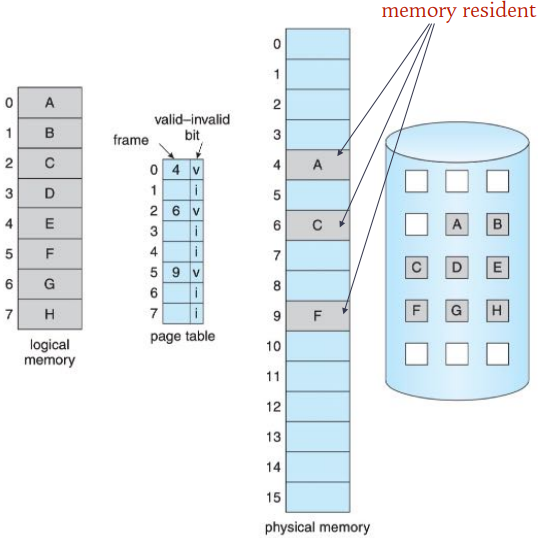 memory resident
0 A
1 B
2 C
3 D
4 E
5 F
6 G
7 H
logical
memory
valid–invalid
bit
frame
0 4 v
1 i
2 6 v
3 i
4 i
5 9 v
6 i
7 i
page table
0
1
2
3
4 A
5
6 C
7
8
9 F
10
11
12
13
14
15
physical memory
A B
C D E
F G H